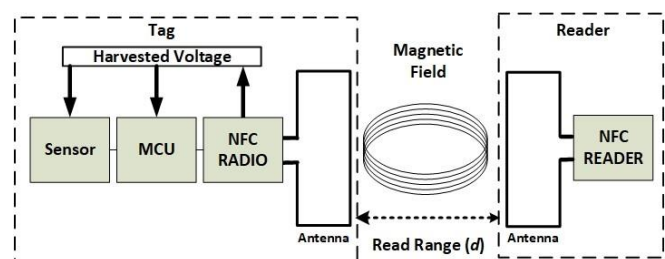 Tag
Harvested Voltage
Sensor
MCU
NFC
RADIO
Antenna
Magnetic
Field
Read Range (d)
Reader
NFC
READER
Antenna